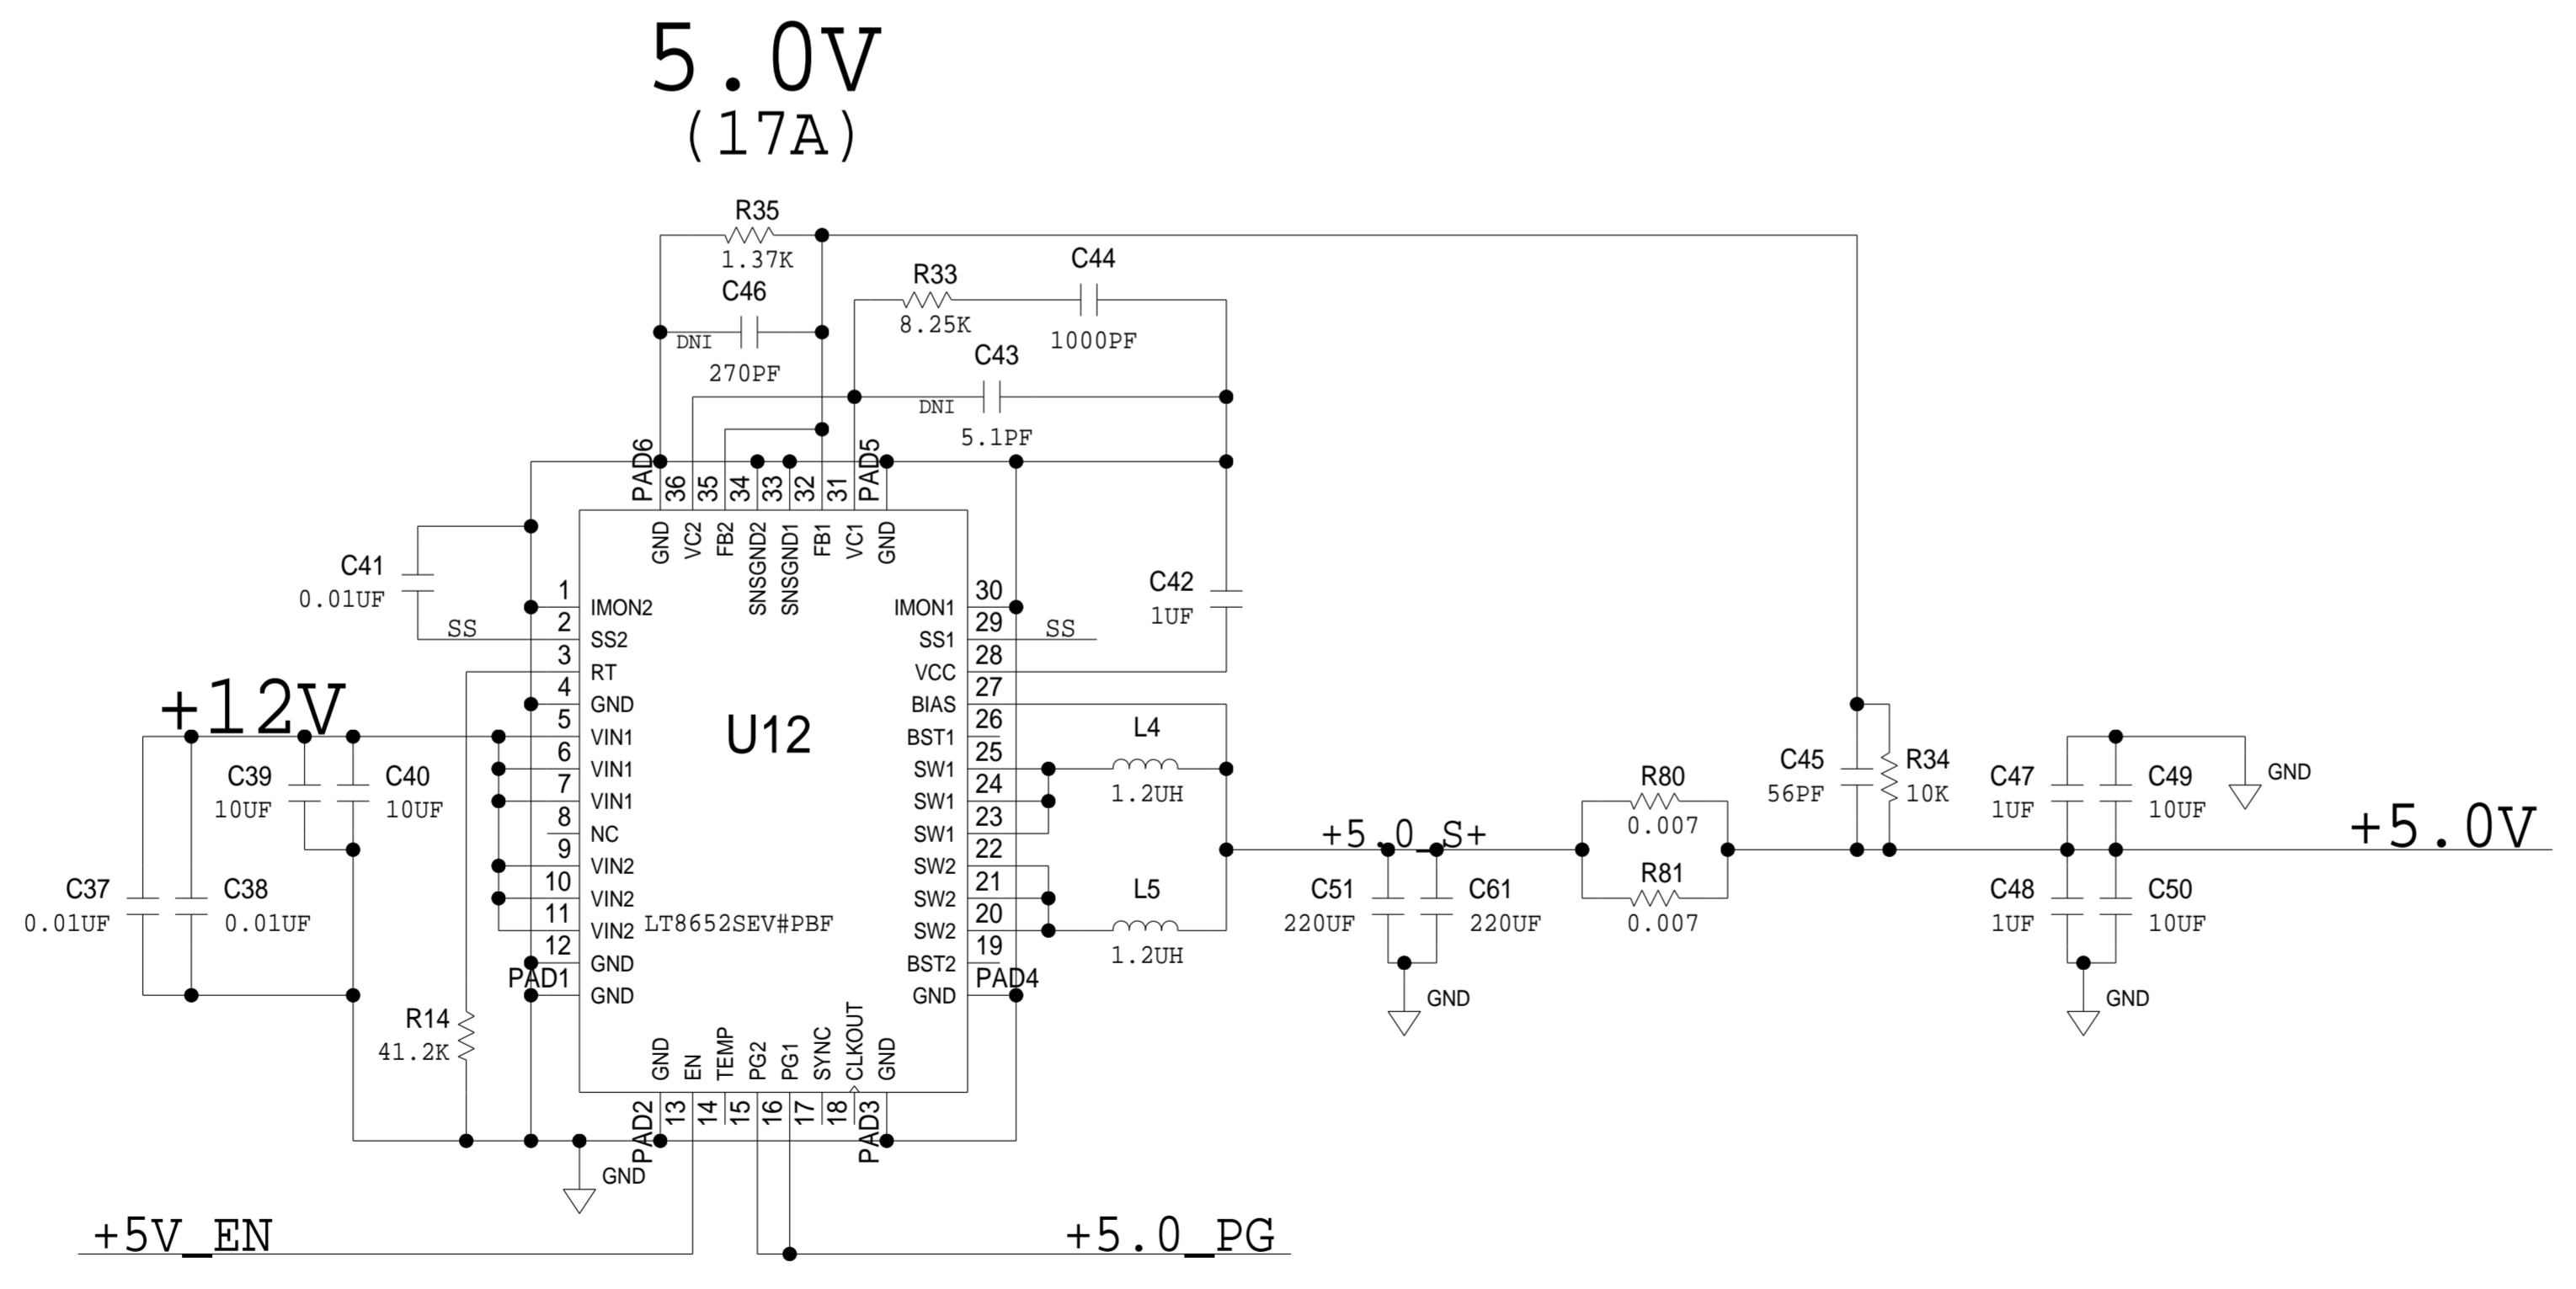 5.0V
(17A)
R35
1.37K
C46
DNI
270PF
R33
8.25K
C44
1000PF
C43
DNI
5.1PF
PAD6
36
35
34
33
32
31
PAD5
GND
VC2
FB2
SNSGND2
SNSGND1
FB1
VC1
GND
C41
0.01UF
SS
1
IMON2
2
SS2
3
RT
4
GND
5
VIN1
6
VIN1
7
VIN1
8
NC
9
VIN2
10
VIN2
11
VIN2
12
GND
PAD1
GND
30
IMON1
29
SS1
SS
28
VCC
27
BIAS
26
BST1
25
SW1
24
SW1
23
SW1
22
SW2
21
SW2
20
SW2
19
BST2
PAD4
GND
U12
LT8652SEV#PBF
C42
1UF
+12V
C39
10UF
C40
10UF
C37
0.01UF
C38
0.01UF
R14
41.2K
L4
1.2UH
L5
1.2UH
+5.0_S+
C51
220UF
C61
220UF
GND
R80
0.007
R81
0.007
C45
56PF
R34
10K
C47
1UF
C49
10UF
GND
+5.0V
C48
1UF
C50
10UF
GND
GND
EN
TEMP
PG2
PG1
SYNC
CLKOUT
GND
PAD2
13
14
15
16
17
18
PAD3
GND
+5V_EN
+5.0_PG